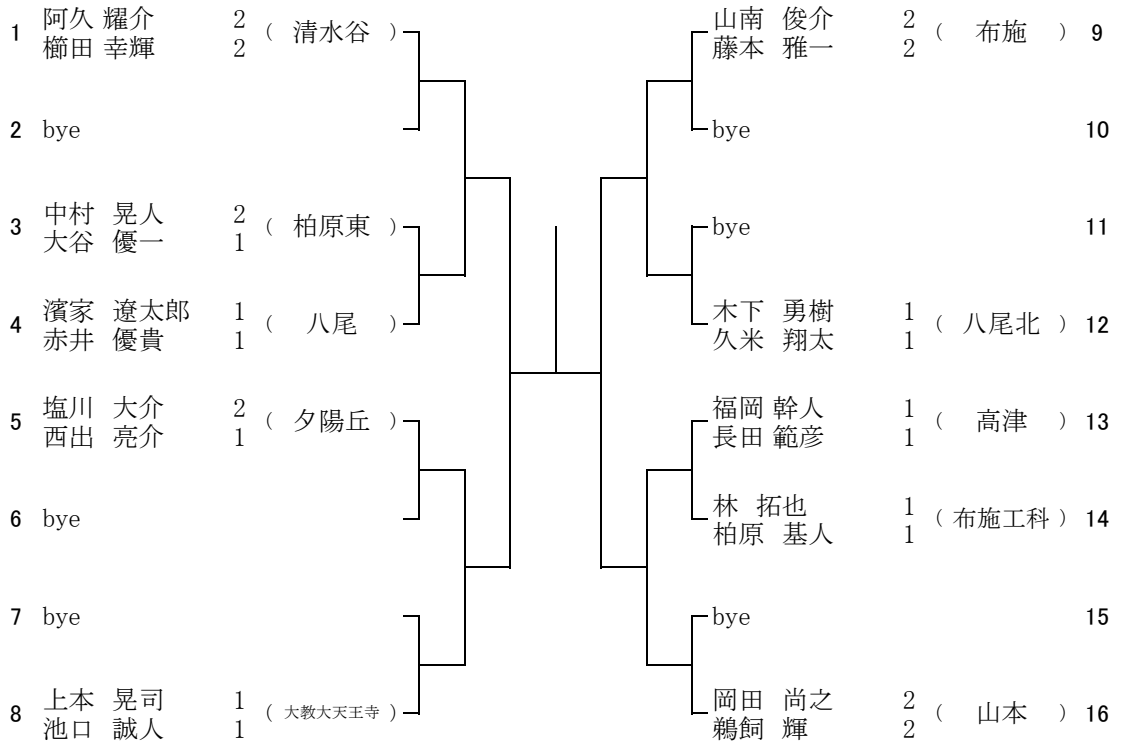 1 阿久 耀介 2 ( 清水谷 )
櫛田 幸輝 2
2 bye
3 中村 晃人 2 ( 柏原東 )
大谷 優一 1
4 濱家 遼太郎 1 ( 八尾 )
赤井 優貴 1
5 塩川 大介 2 ( 夕陽丘 )
西出 亮介 1
6 bye
7 bye
8 上本 晃司 1 ( 大教大天王寺 )
池口 誠人 1
山南 俊介 2 ( 布施 ) 9
藤本 雅一 2
bye 10
bye 11
木下 勇樹 1 ( 八尾北 ) 12
久米 翔太 1
福岡 幹人 1 ( 高津 ) 13
長田 範彦 1
林 拓也 1 ( 布施工科 ) 14
柏原 基人 1
bye 15
岡田 尚之 2 ( 山本 ) 16
鵜飼 輝 2